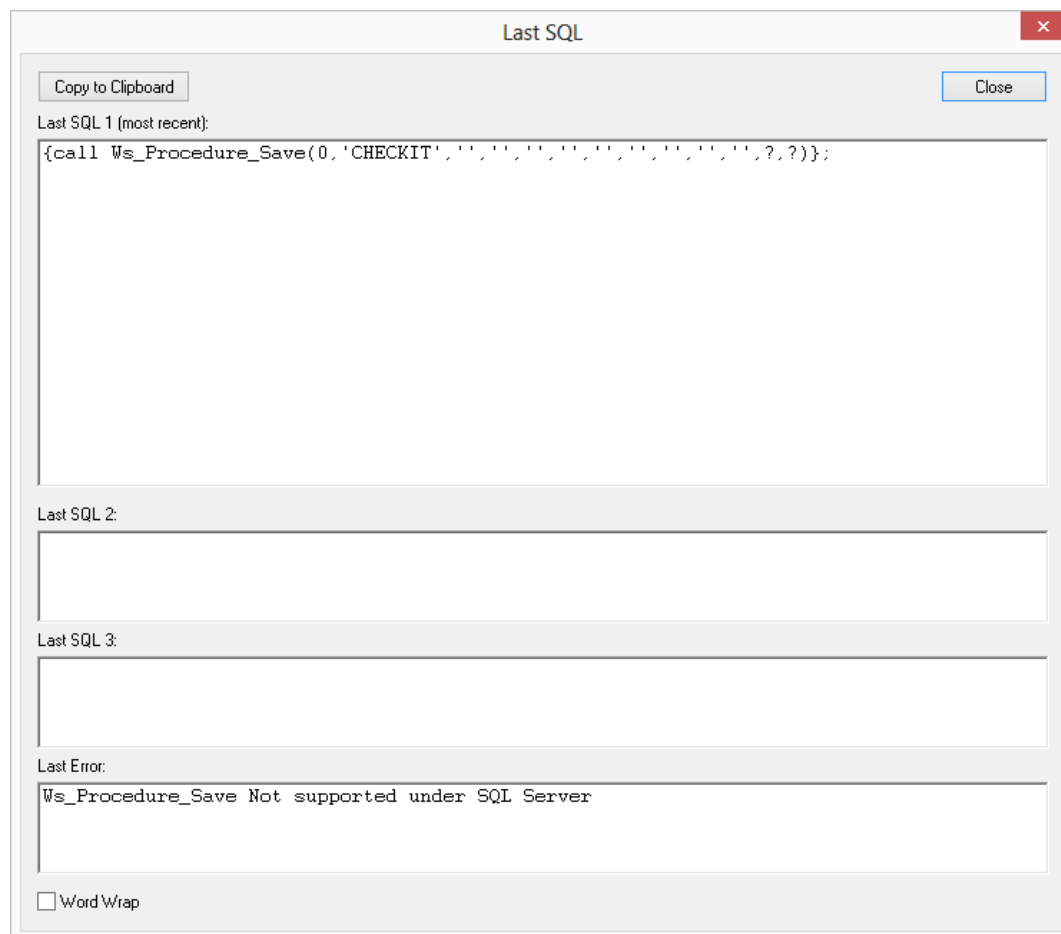 Last SQL
Copy to Clipboard
Close
Last SQL 1 (most recent):
{call Ws_Procedure_Save(0,'CHECKIT','','','','','','','','','',?,?)};
Last SQL 2:
Last SQL 3:
Last Error:
Ws_Procedure_Save Not supported under SQL Server
Word Wrap